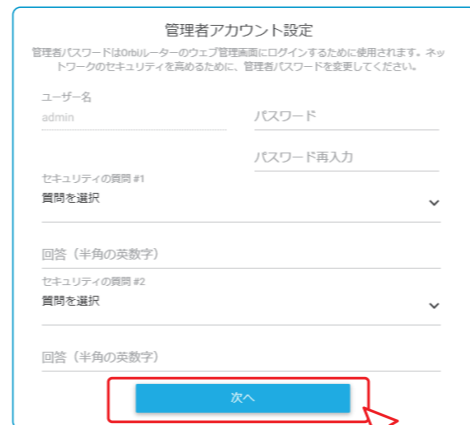 管理者アカウント設定
管理者パスワードはOrbiルーターのウェブ管理画面にログインするために使用されます。ネッ
トワークのセキュリティを高めるために、管理者パスワードを変更してください。
ユーザー名
admin
パスワード
パスワード再入力
セキュリティの質問 #1
質問を選択
回答（半角の英数字）
セキュリティの質問 #2
質問を選択
回答（半角の英数字）
次へ